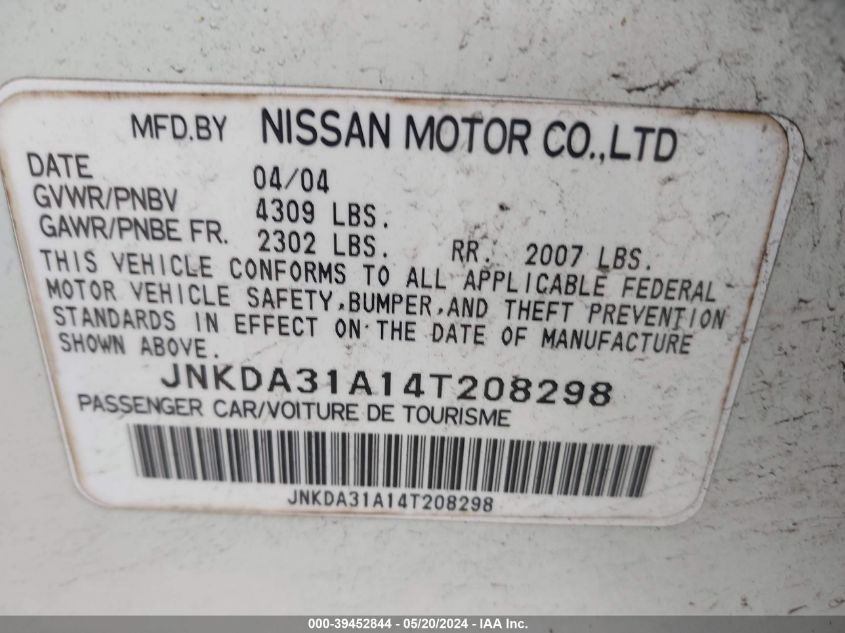 MFD.BY NISSAN MOTOR CO.,LTD
DATE 04/04
GVWR/PNBV 4309 LBS.
GAWR/PNBE FR. 2302 LBS. RR. 2007 LBS.
THIS VEHICLE CONFORMS TO ALL APPLICABLE FEDERAL
MOTOR VEHICLE SAFETY,BUMPER,AND THEFT PREVENTION
STANDARDS IN EFFECT ON THE DATE OF MANUFACTURE
SHOWN ABOVE.
JNKDA31A14T208298
PASSENGER CAR/VOITURE DE TOURISME
JNKDA31A14T208298
000-39452844 | 05/20/2024 - IAA Inc.